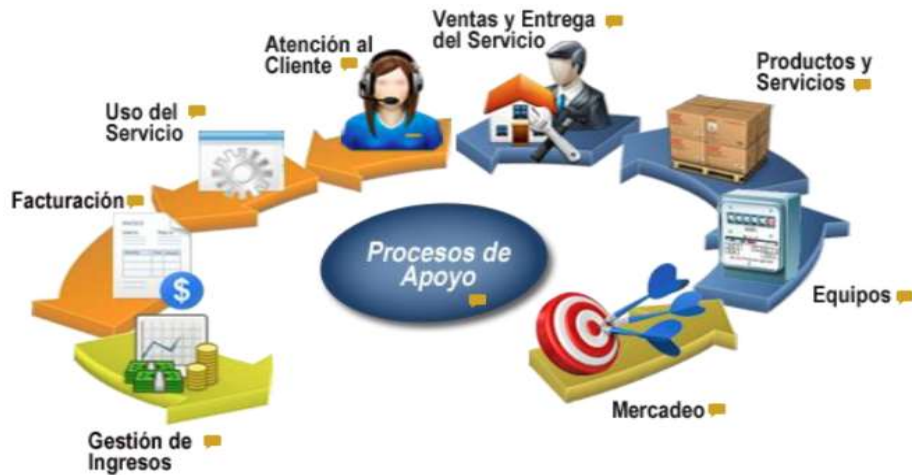 Ventas y Entrega
del Servicio
Atención al
Cliente
Productos y
Servicios
Uso del
Servicio
Facturación
Procesos de
Apoyo
$
Equipos
Mercadeo
Gestión de
Ingresos